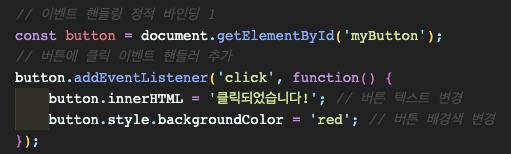 // 이벤트 핸들링 정적 바인딩 1
const button = document.getElementById('myButton');
// 버튼에 클릭 이벤트 핸들러 추가
button.addEventListener('click', function() {
    button.innerHTML = '클릭되었습니다!'; // 버튼 텍스트 변경
    button.style.backgroundColor = 'red'; // 버튼 배경색 변경
});